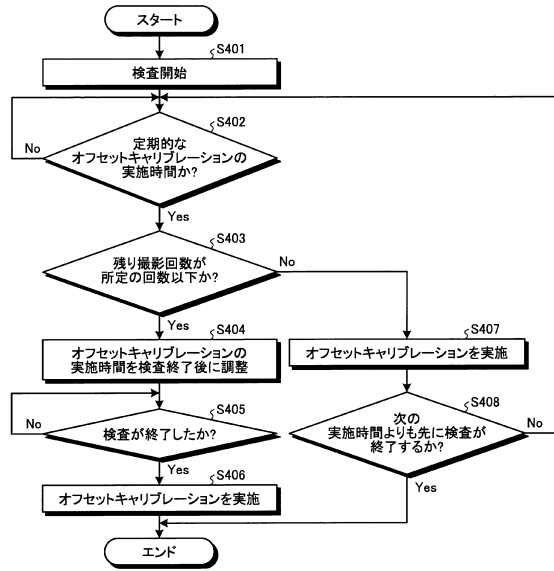 スタート
S401
検査開始
S402
定期的な
オフセットキャリブレーションの
実施時間か?
No
Yes
S403
残り撮影回数が
所定の回数以下か?
No
Yes
S404
オフセットキャリブレーションの
実施時間を検査終了後に調整
S405
検査が終了したか?
No
Yes
S406
オフセットキャリブレーションを実施
S407
オフセットキャリブレーションを実施
S408
次の
実施時間よりも先に検査が
終了するか?
No
Yes
エンド